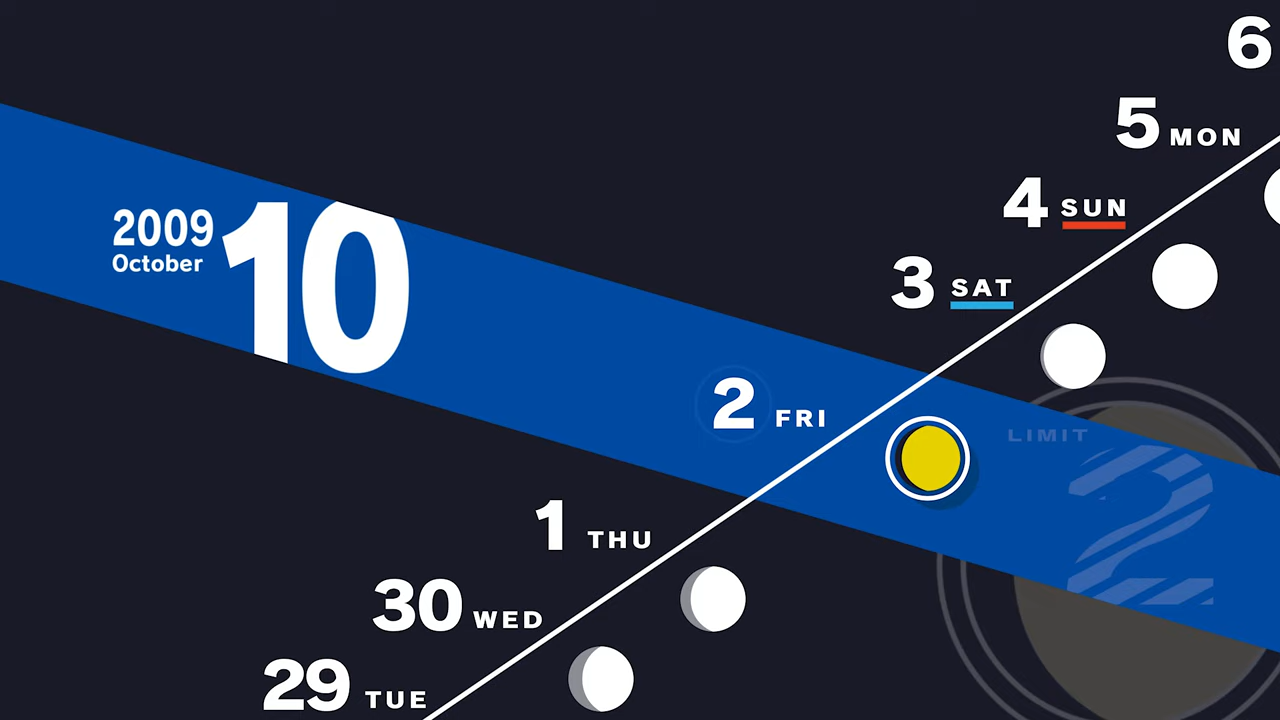 6
5 MON
4 SUN
3 SAT
2009
October
10
2 FRI
LIMIT
2
1 THU
30 WED
29 TUE